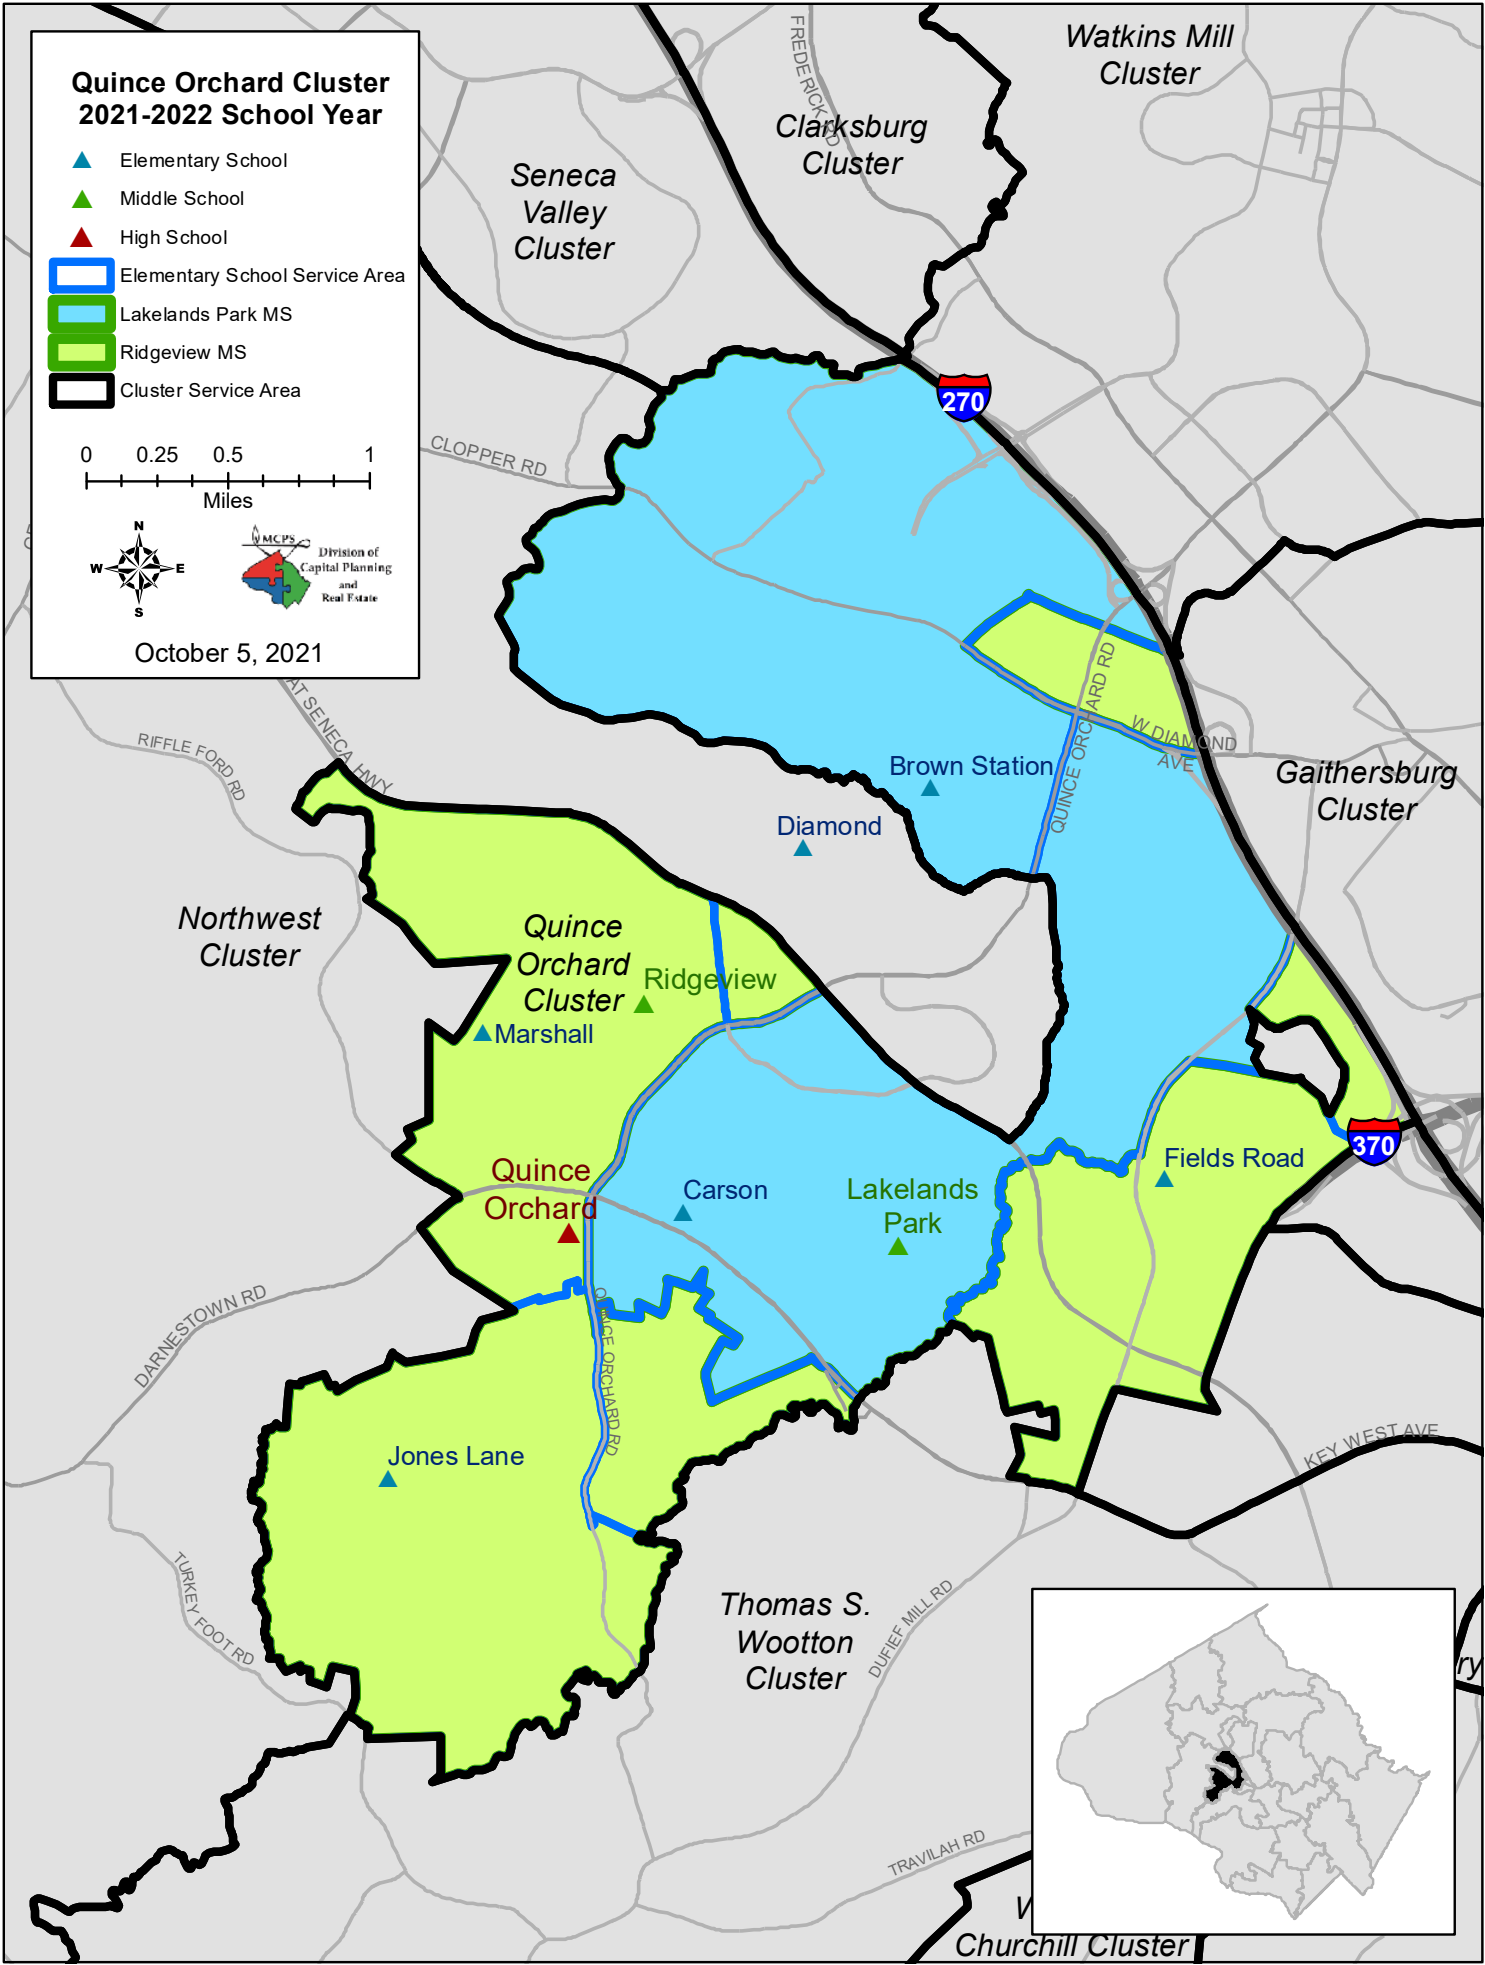 Quince Orchard Cluster
2021-2022 School Year
Elementary School
Middle School
High School
Elementary School Service Area
Lakelands Park MS
Ridgeview MS
Cluster Service Area
0 0.25 0.5 1
Miles
N
W E
S
MCPS
Division of
Capital Planning
and
Real Estate
October 5, 2021
FREDERICK RD
Watkins Mill
Cluster
Clarksburg
Cluster
Seneca
Valley
Cluster
270
CLOPPER RD
QUINCE ORCHARD RD
W DIAMOND
AVE
SENECA HWY
RIFFLE FORD RD
Brown Station
Diamond
Gaithersburg
Cluster
Northwest
Cluster
Quince
Orchard
Cluster
Ridgeview
Marshall
370
Fields Road
Quince
Orchard
Carson
Lakelands
Park
DARNESTOWN RD
QUINCE ORCHARD RD
Jones Lane
KEY WEST AVE
TURKEY FOOT RD
Thomas S.
Wootton
Cluster
DUFIEF MILL RD
TRAVILAH RD
Churchill Cluster